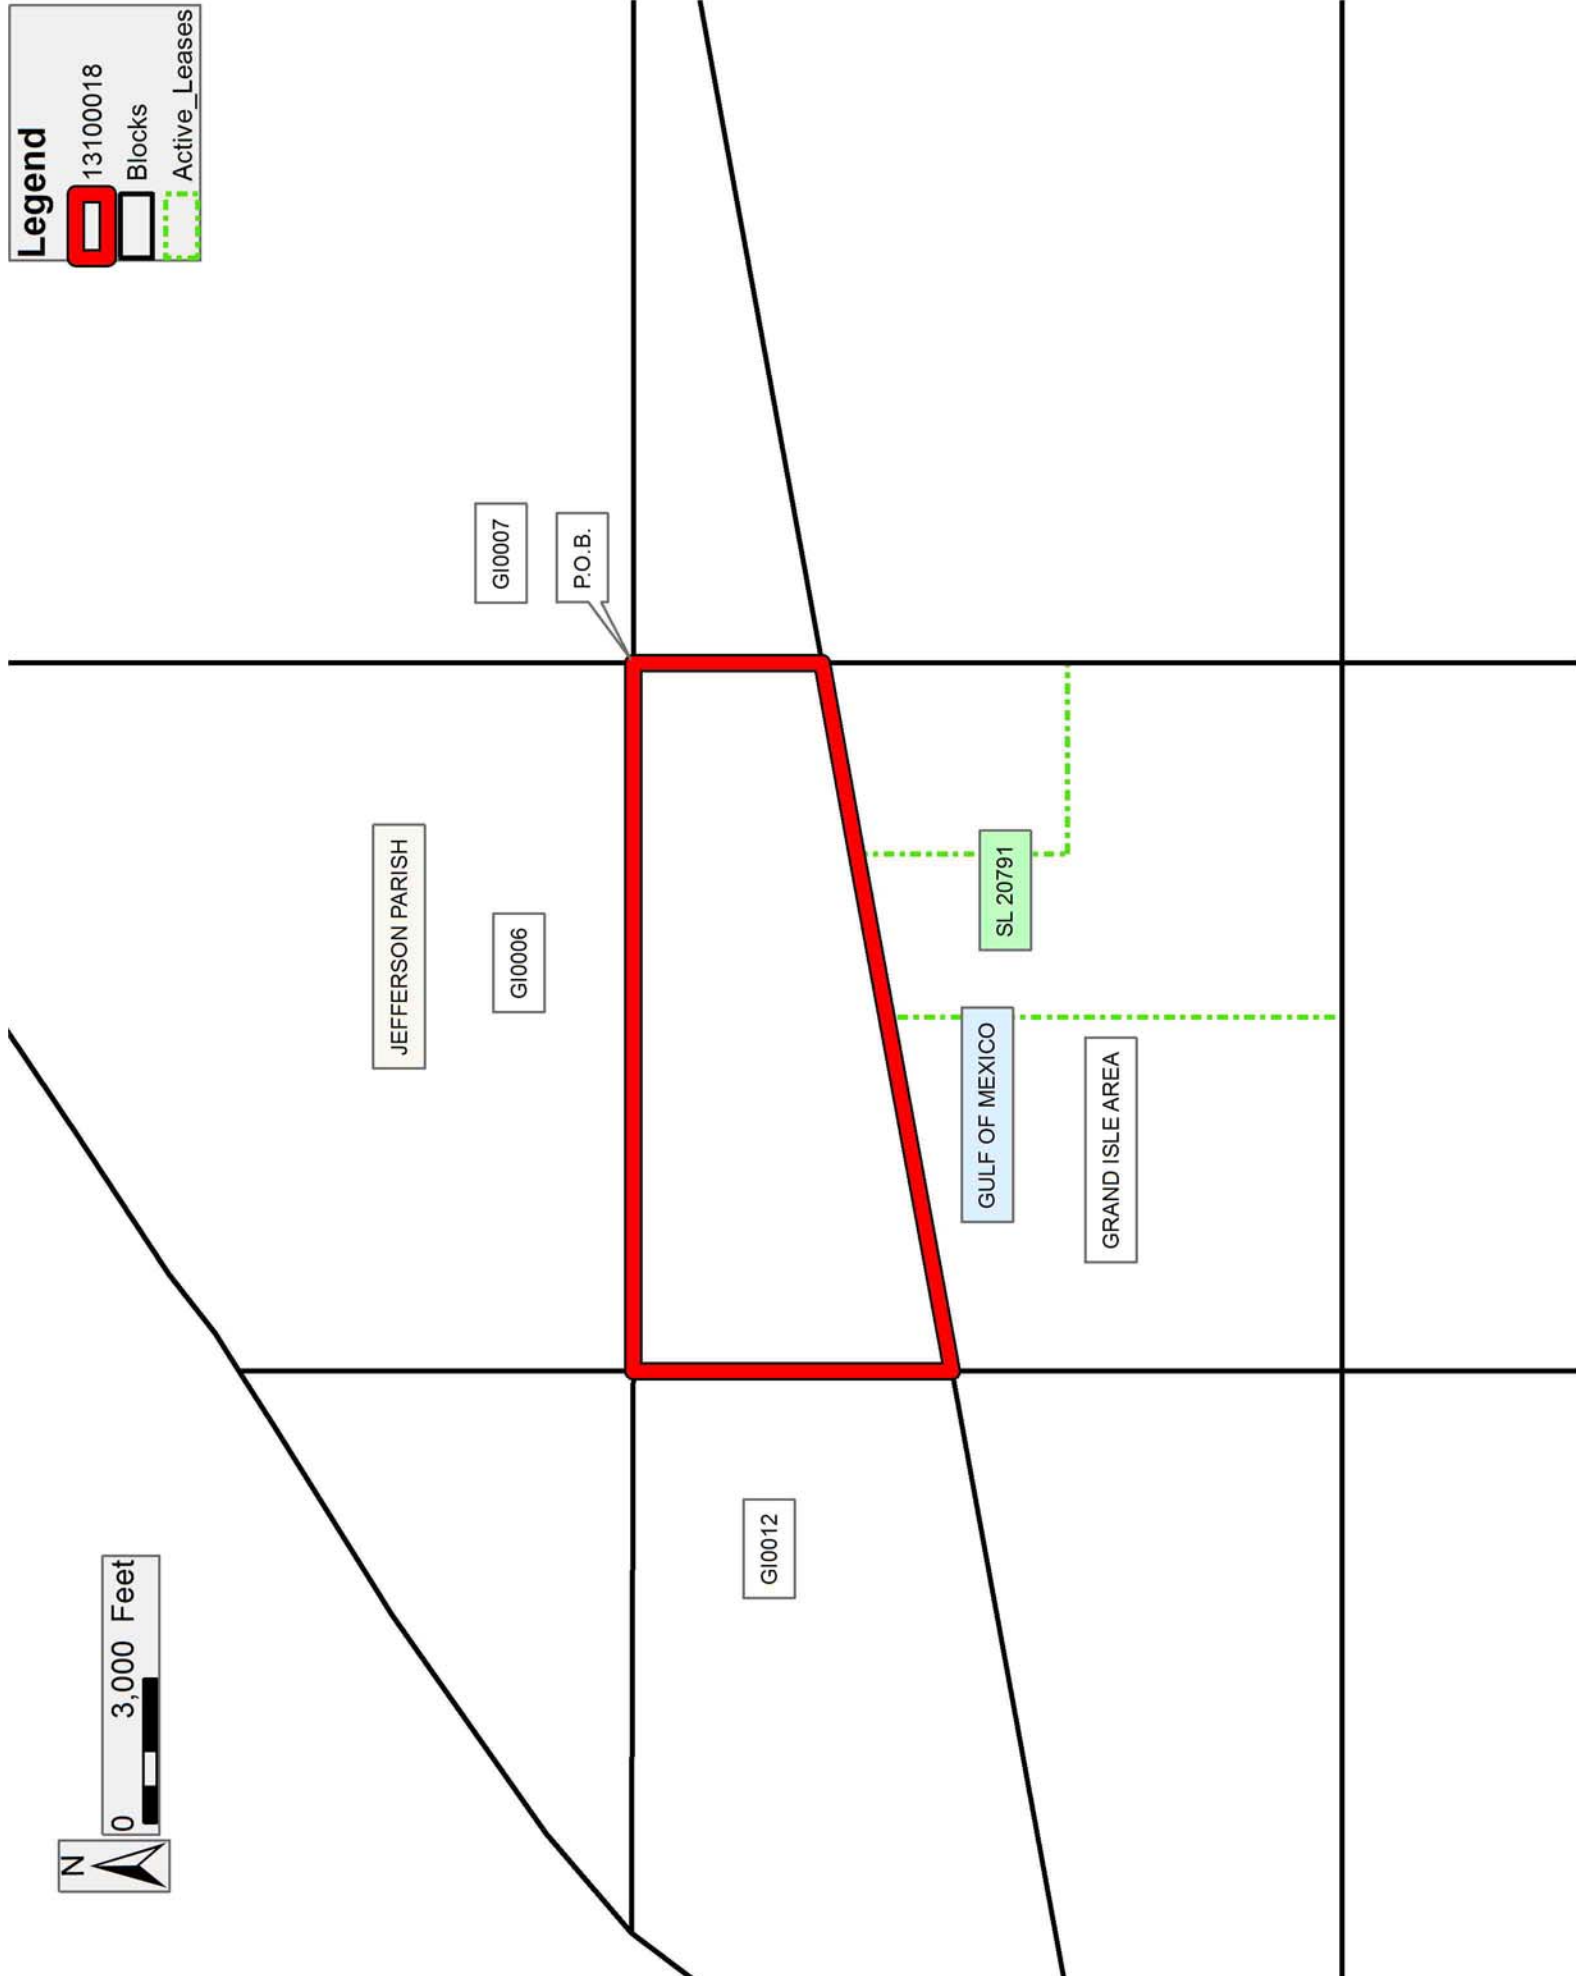 Legend
13100018
Blocks
Active_Leases
GI0007
P.O.B.
JEFFERSON PARISH
GI0006
SL 20791
GULF OF MEXICO
GRAND ISLE AREA
GI0012
0 3,000 Feet
N